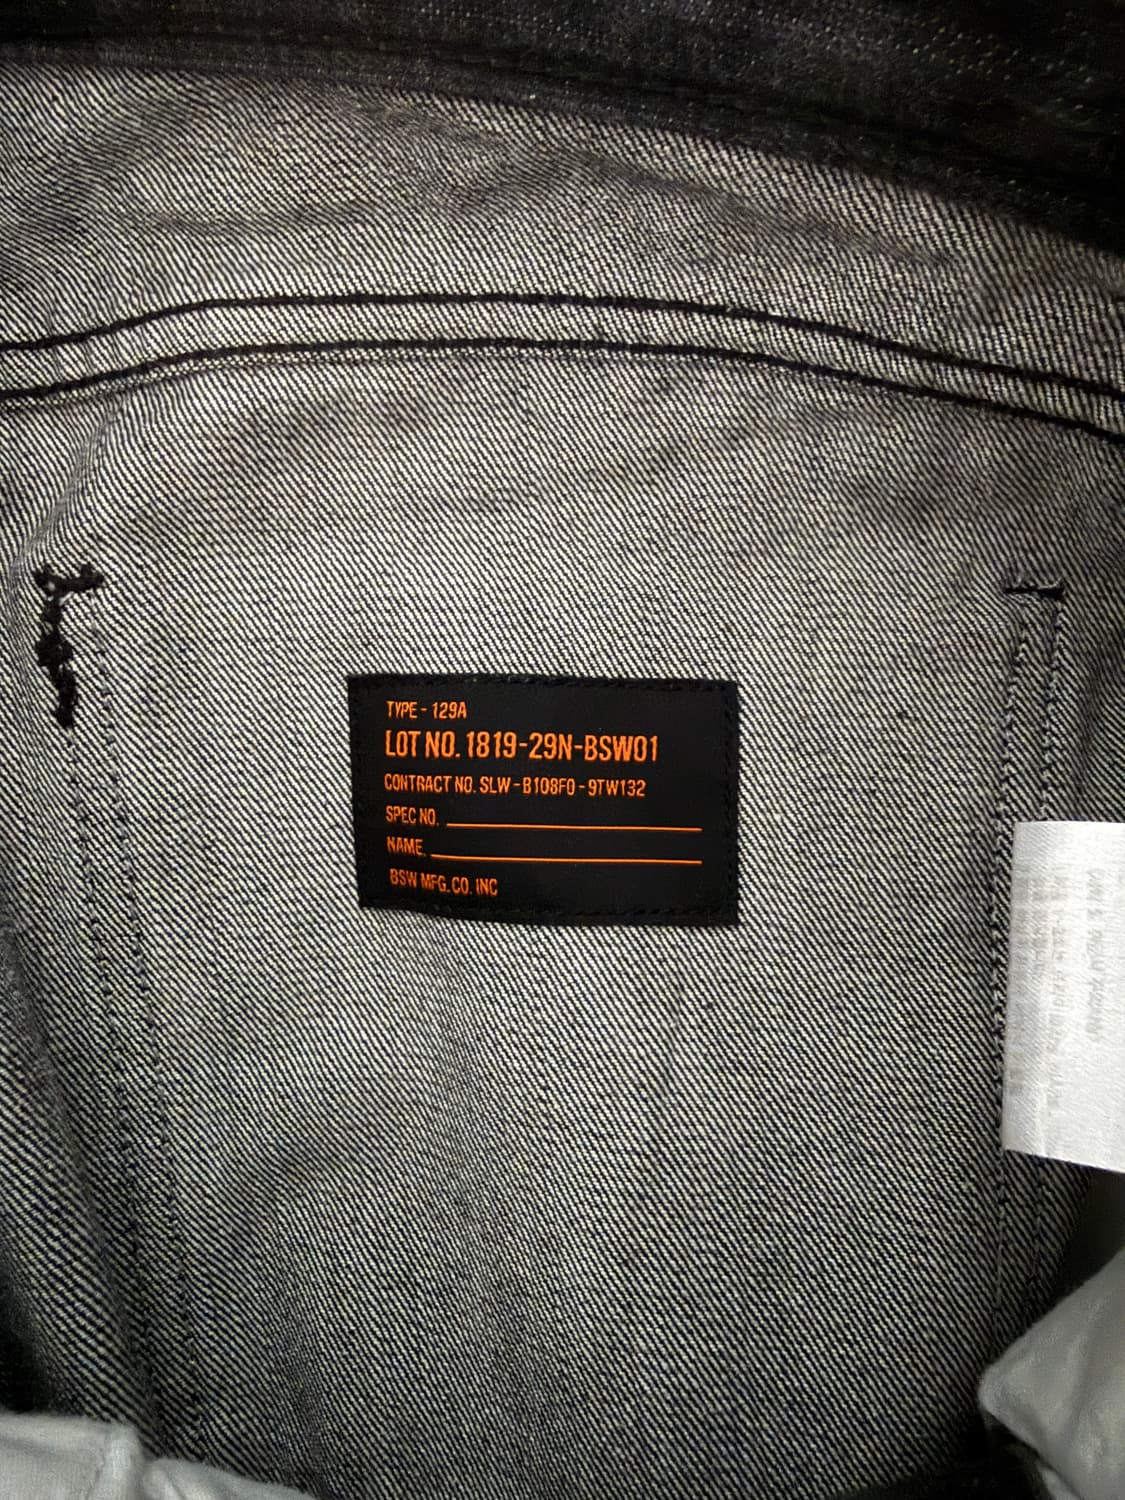 TYPE - 129A
LOT NO. 1819-29N-BSW01
CONTRACT NO. SLW - B108F0 - 9TW132
SPEC NO.
NAME.
BSW MFG. CO. INC